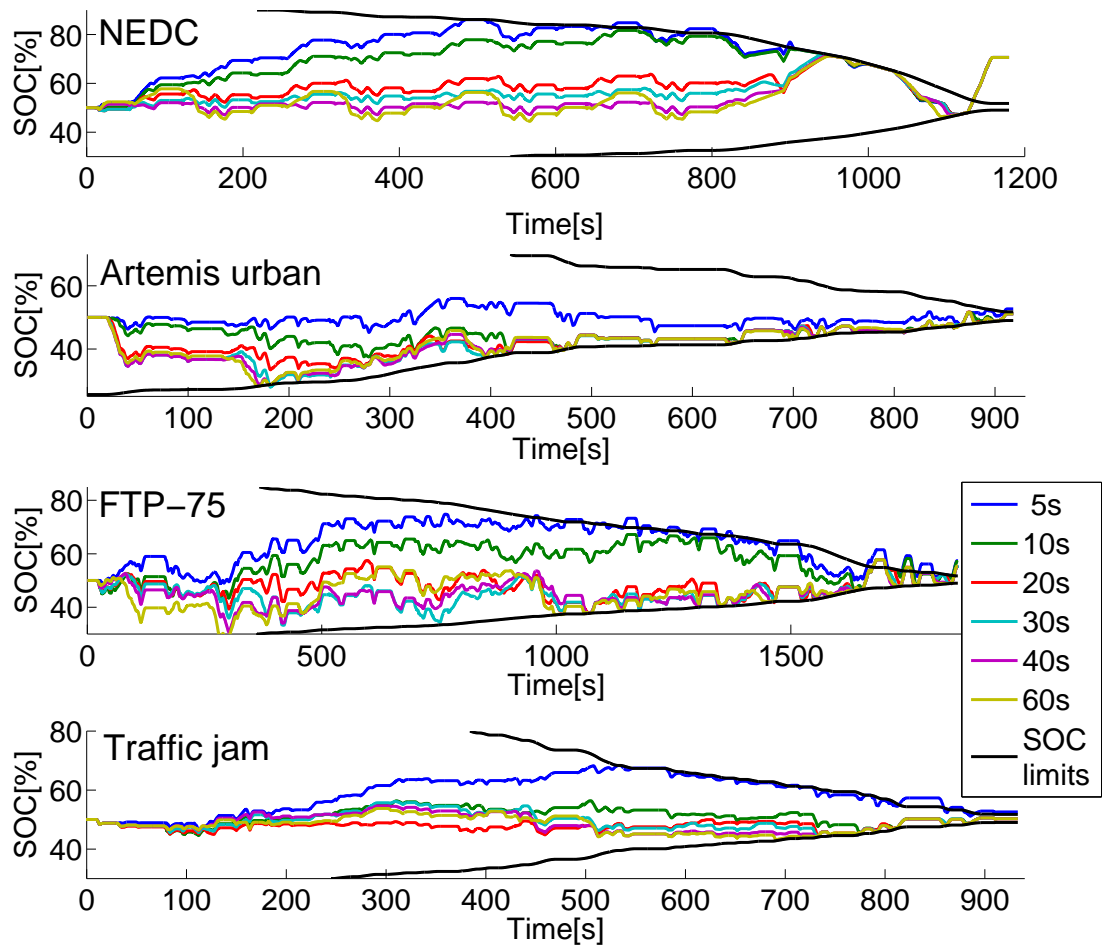 NEDC
SOC[%]
80
60
40
0 200 400 600 800 1000 1200
Time[s]
Artemis urban
SOC[%]
60
40
0 100 200 300 400 500 600 700 800 900
Time[s]
FTP−75
SOC[%]
80
60
40
0 500 1000 1500
Time[s]
5s
10s
20s
30s
40s
60s
SOC
limits
Traffic jam
SOC[%]
80
60
40
0 100 200 300 400 500 600 700 800 900
Time[s]